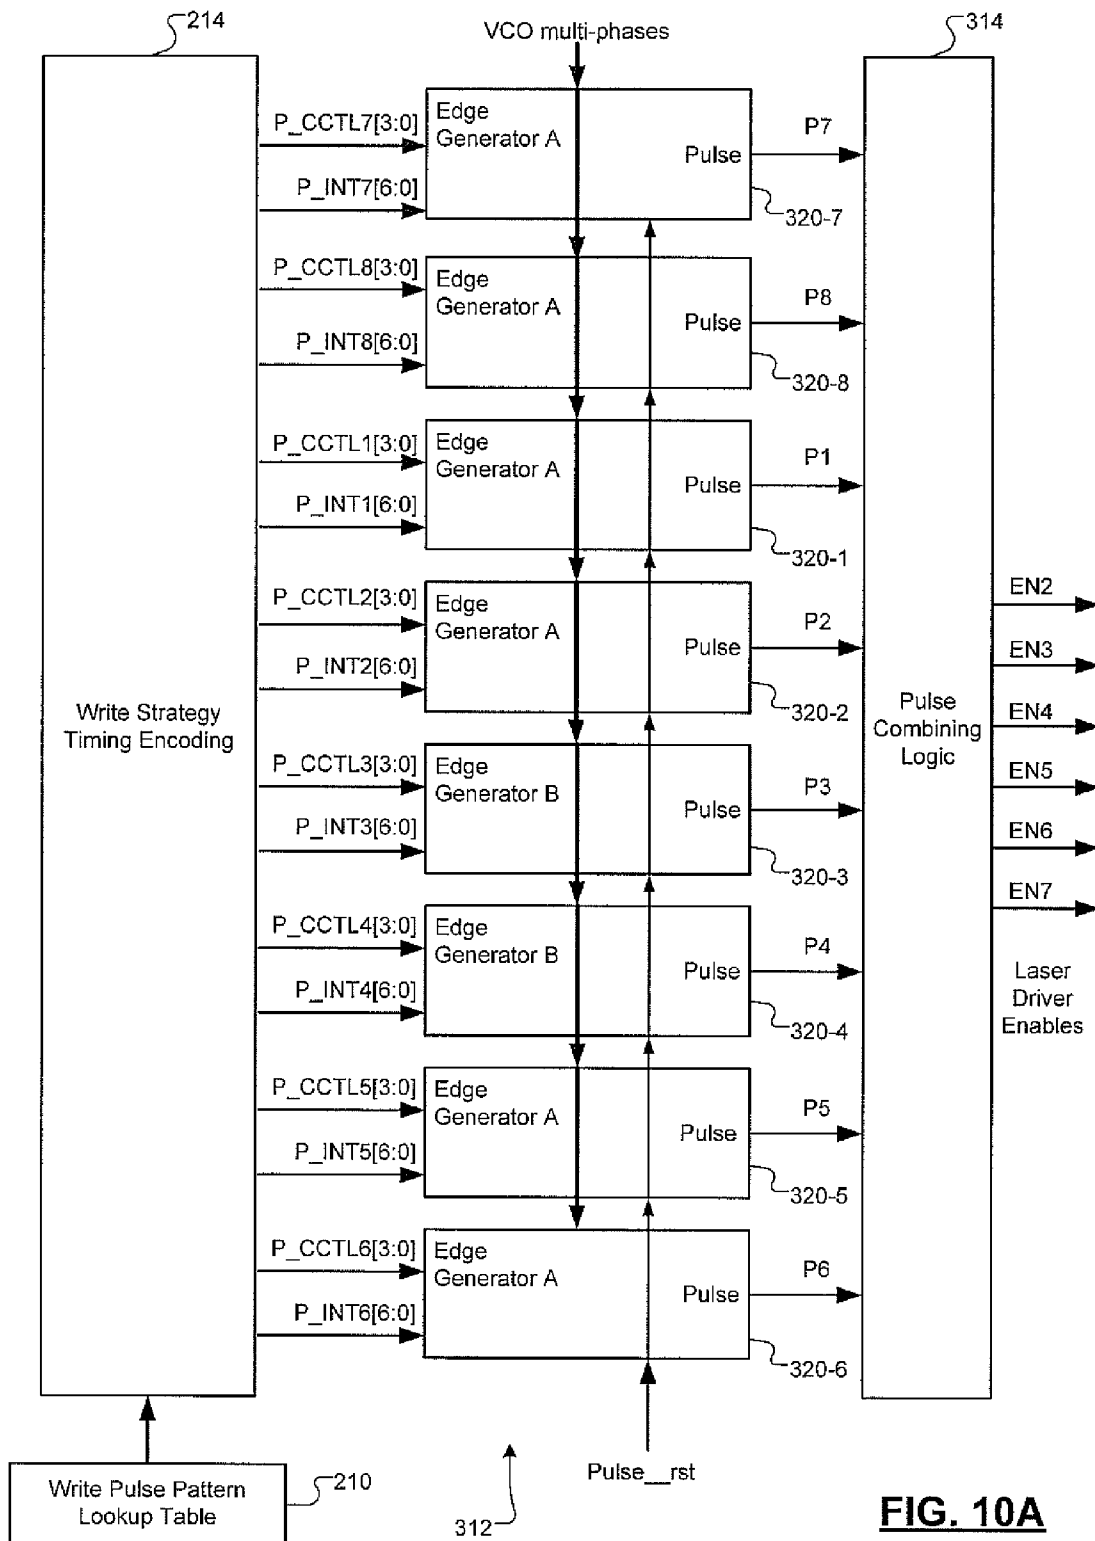 214
VCO multi-phases
314
P_CCTL7[3:0]
P_INT7[6:0]
Edge
Generator A
Pulse
P7
320-7
P_CCTL8[3:0]
P_INT8[6:0]
Edge
Generator A
Pulse
P8
320-8
P_CCTL1[3:0]
P_INT1[6:0]
Edge
Generator A
Pulse
P1
320-1
P_CCTL2[3:0]
P_INT2[6:0]
Edge
Generator A
Pulse
P2
320-2
Write Strategy
Timing Encoding
P_CCTL3[3:0]
P_INT3[6:0]
Edge
Generator B
Pulse
P3
320-3
Pulse
Combining
Logic
EN2
EN3
EN4
EN5
EN6
EN7
Laser
Driver
Enables
P_CCTL4[3:0]
P_INT4[6:0]
Edge
Generator B
Pulse
P4
320-4
P_CCTL5[3:0]
P_INT5[6:0]
Edge
Generator A
Pulse
P5
320-5
P_CCTL6[3:0]
P_INT6[6:0]
Edge
Generator A
Pulse
P6
320-6
Write Pulse Pattern
Lookup Table
210
312
Pulse__rst
FIG. 10A